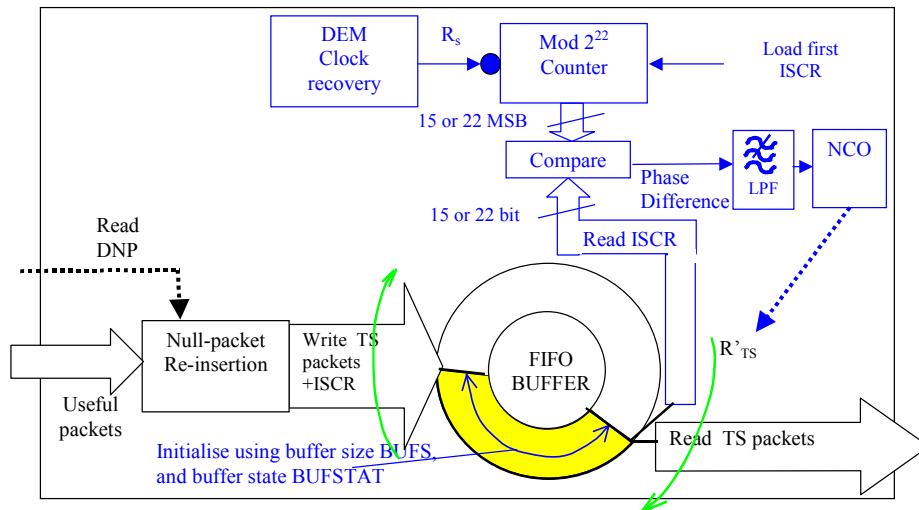 DEM
Clock
recovery
Rs
Mod 2^22
Counter
Load first
ISCR
15 or 22 MSB
Compare
Phase
Difference
LPF
NCO
15 or 22 bit
Read ISCR
Read
DNP
Null-packet
Re-insertion
Useful
packets
Write TS
packets
+ISCR
FIFO
BUFFER
R'TS
Read TS packets
Initialise using buffer size BUFS,
and buffer state BUFSTAT